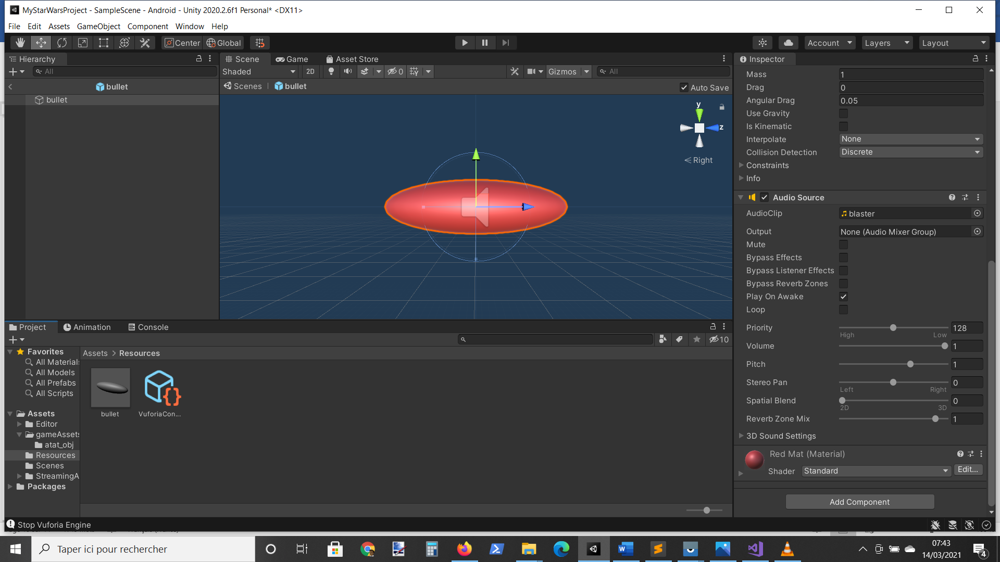 MyStarWarsProject - SampleScene - Android - Unity 2020.2.6f1 Personal* <DX11>
File Edit Assets GameObject Component Window Help
Center Global Account Layers Layout
Hierarchy
All
bullet
bullet
Scene Game Asset Store
Shaded 2D 0 Gizmos All
Scenes bullet Auto Save
y
z
Right
Inspector
Mass 1
Drag 0
Angular Drag 0.05
Use Gravity
Is Kinematic
Interpolate None
Collision Detection Discrete
Constraints
Info
Audio Source
AudioClip blaster
Output None (Audio Mixer Group)
Mute
Bypass Effects
Bypass Listener Effects
Bypass Reverb Zones
Play On Awake
Loop
Priority 128
High Low
Volume 1
Pitch 1
Stereo Pan 0
Left Right
Spatial Blend 0
2D 3D
Reverb Zone Mix 1
3D Sound Settings
Red Mat (Material)
Shader Standard Edit...
Add Component
Project Animation Console
10
Favorites
All Materials
All Models
All Prefabs
All Scripts
Assets
Editor
gameAssets
atat_obj
Resources
Scenes
StreamingA
Packages
Assets > Resources
bullet VuforiaCon...
Stop Vuforia Engine
Taper ici pour rechercher
07:43
14/03/2021
4